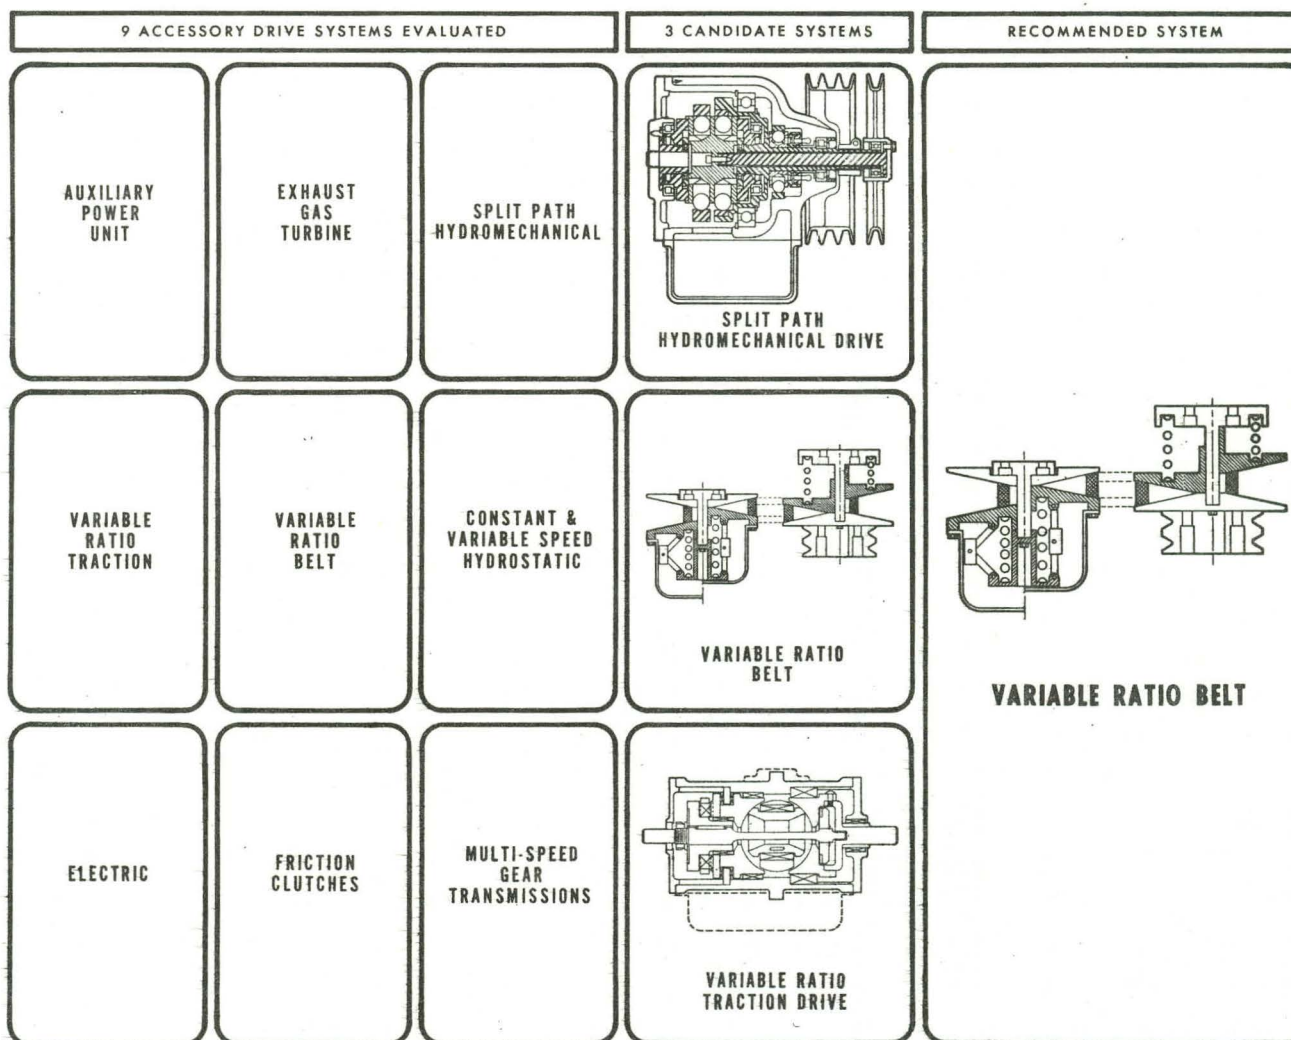 9 ACCESSORY DRIVE SYSTEMS EVALUATED
3 CANDIDATE SYSTEMS
RECOMMENDED SYSTEM
AUXILIARY
POWER
UNIT
EXHAUST
GAS
TURBINE
SPLIT PATH
HYDROMECHANICAL
SPLIT PATH
HYDROMECHANICAL DRIVE
VARIABLE
RATIO
TRACTION
VARIABLE
RATIO
BELT
CONSTANT &
VARIABLE SPEED
HYDROSTATIC
VARIABLE RATIO
BELT
VARIABLE RATIO BELT
ELECTRIC
FRICTION
CLUTCHES
MULTI-SPEED
GEAR
TRANSMISSIONS
VARIABLE RATIO
TRACTION DRIVE